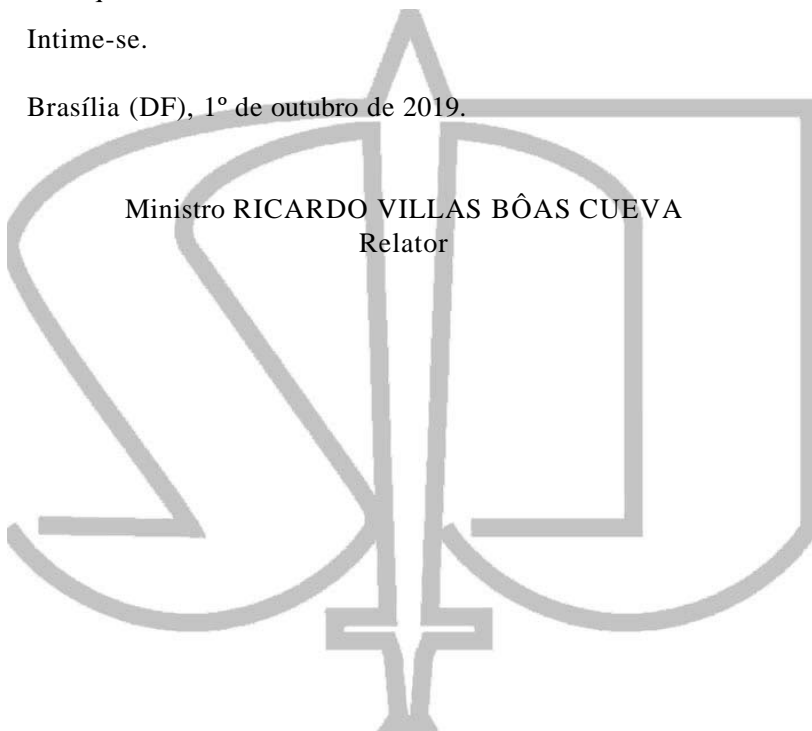 Intime-se.
Brasília (DF), 1º de outubro de 2019.
Ministro RICARDO VILLAS BÔAS CUEVA
Relator